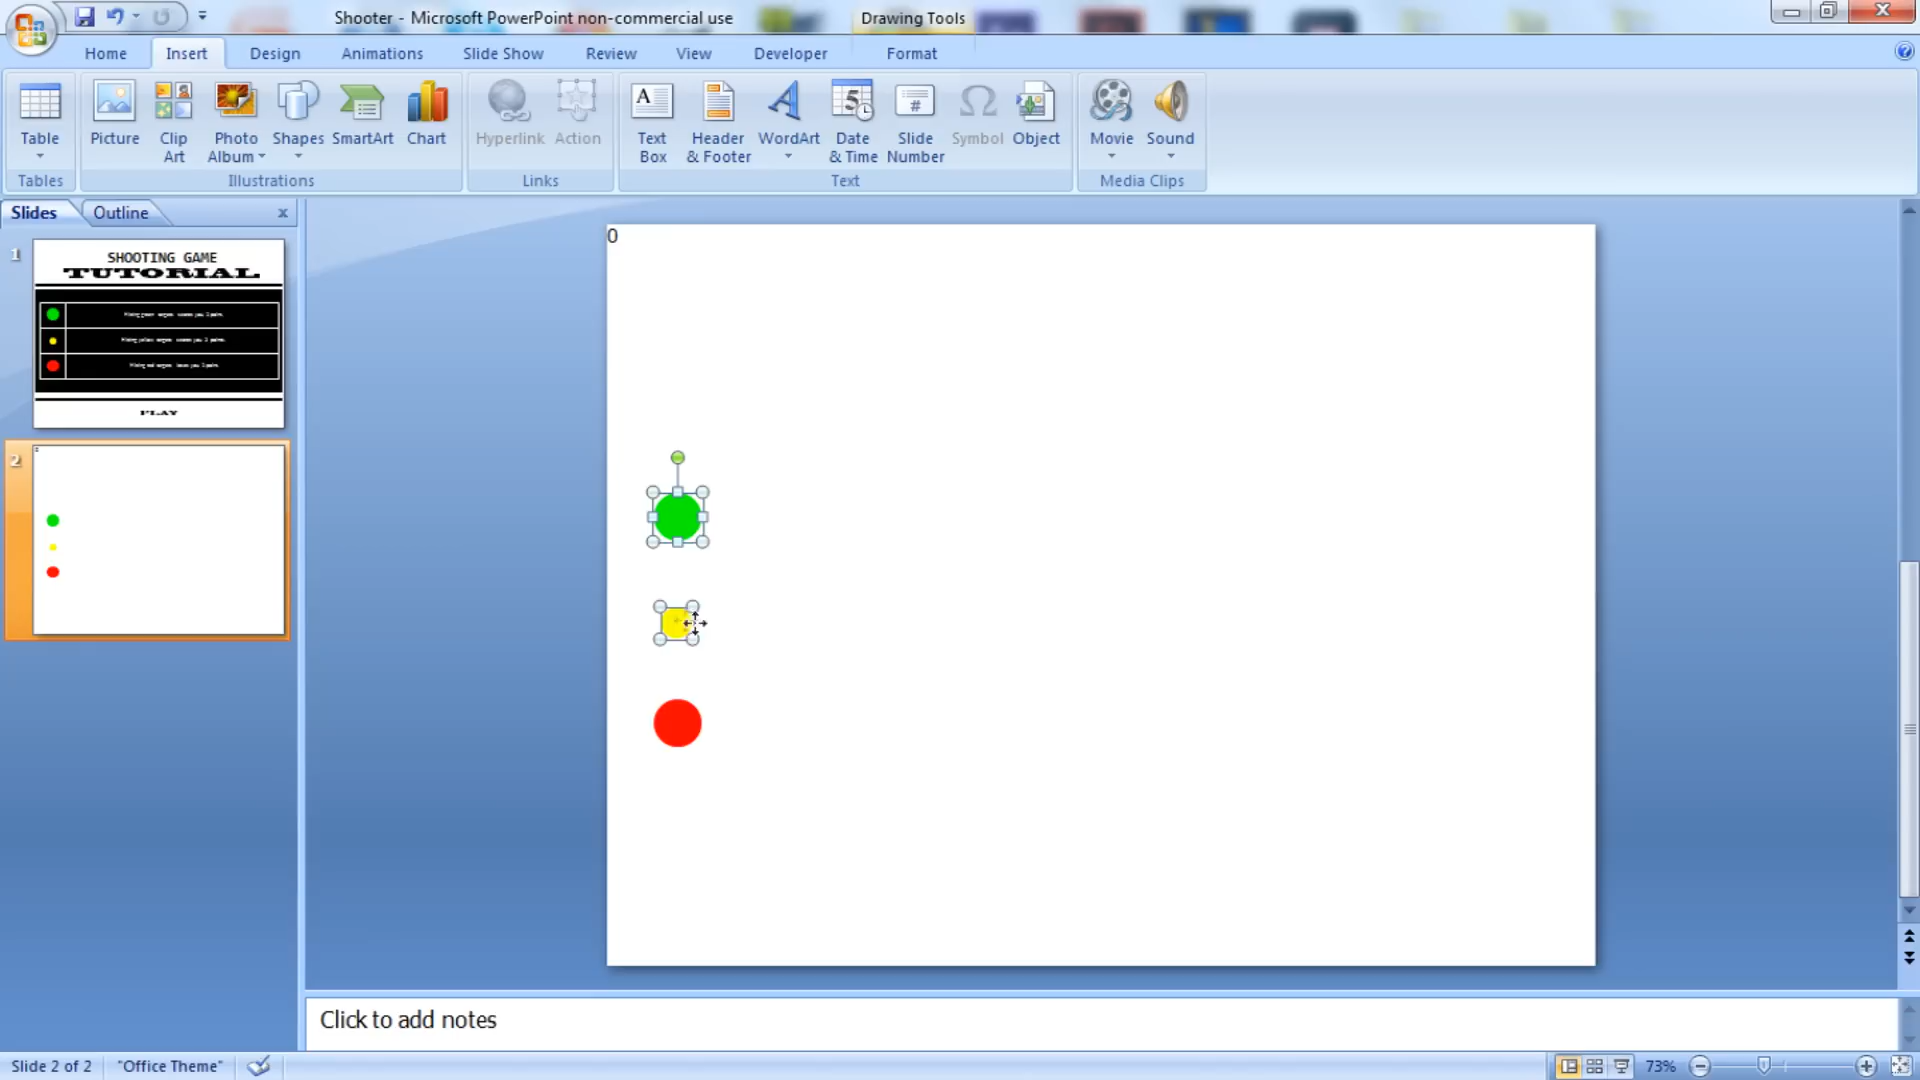 Shooter - Microsoft PowerPoint non-commercial use
Drawing Tools
Home
Insert
Design
Animations
Slide Show
Review
View
Developer
Format
Table
Picture
Clip Art
Photo Album
Shapes
SmartArt
Chart
Hyperlink
Action
Text Box
Header & Footer
WordArt
Date & Time
Slide Number
Symbol
Object
Movie
Sound
Tables
Illustrations
Links
Text
Media Clips
Slides
Outline
1
SHOOTING GAME
TUTORIAL
PLAY
2
0
Click to add notes
Slide 2 of 2
"Office Theme"
73%